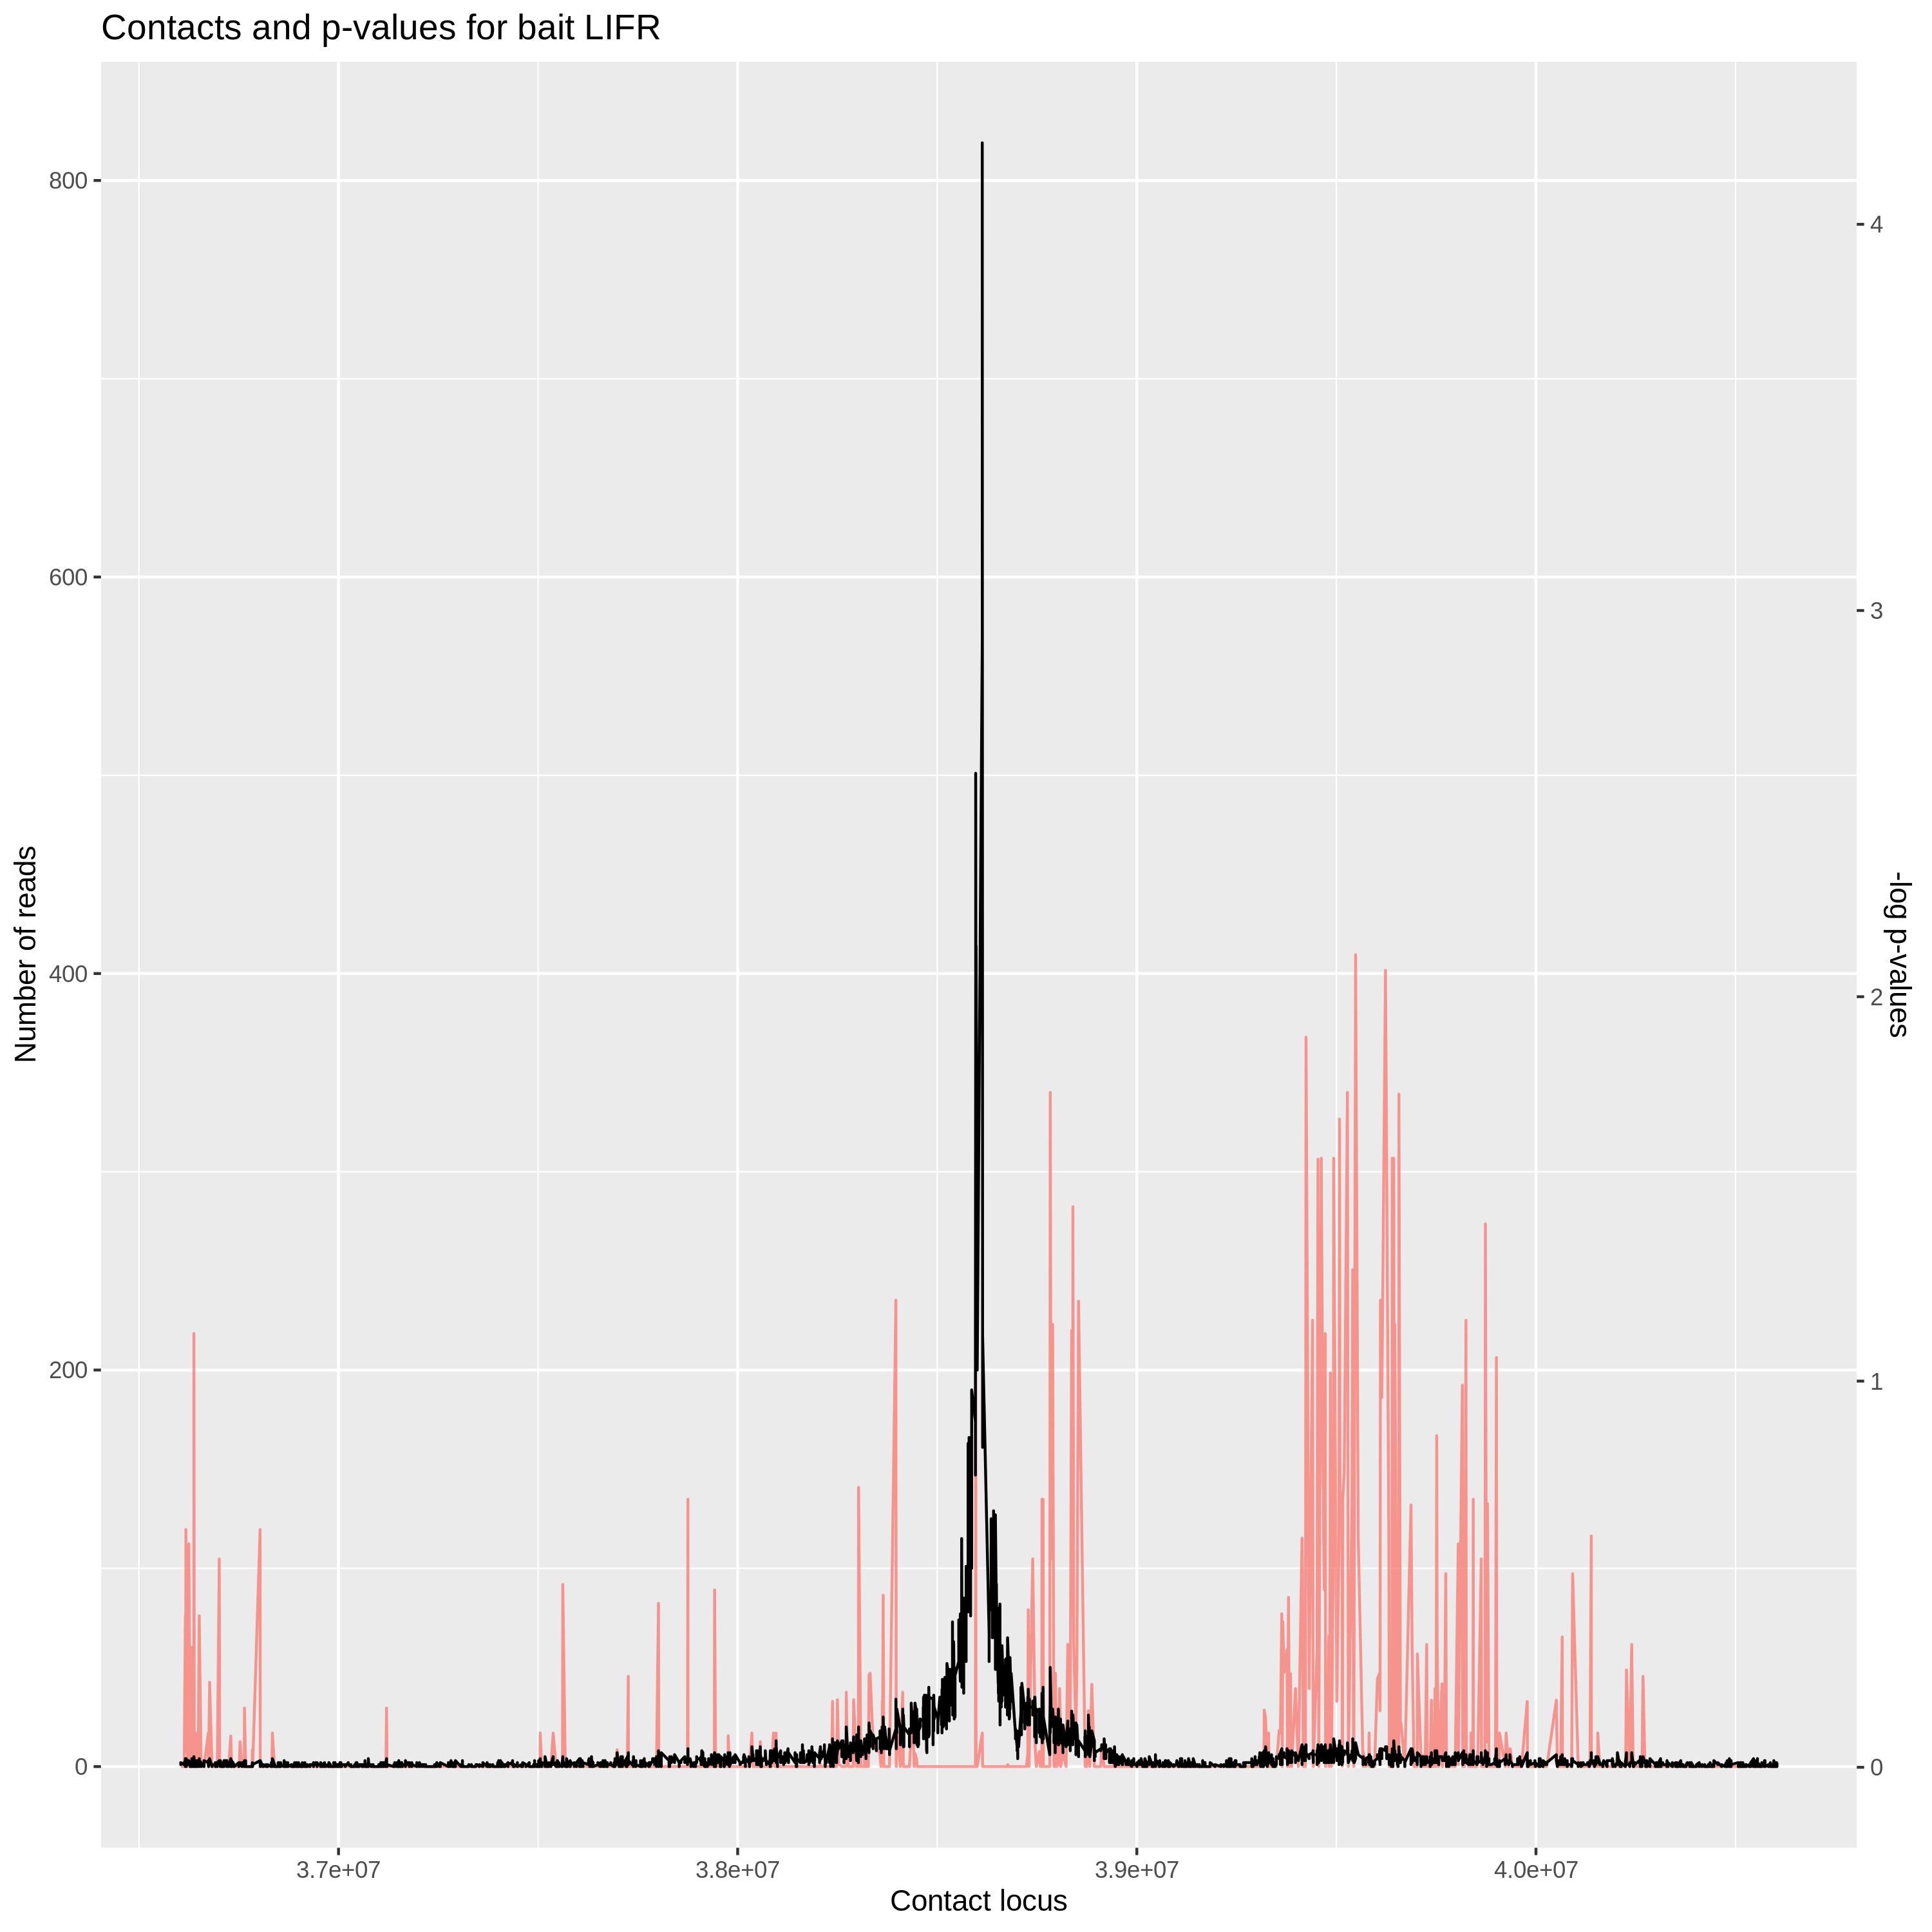 Contacts and p-values for bait LIFR
800
600
400
200
0
Number of reads
4
3
2
1
0
-log p-values
3.7e+07
3.8e+07
3.9e+07
4.0e+07
Contact locus